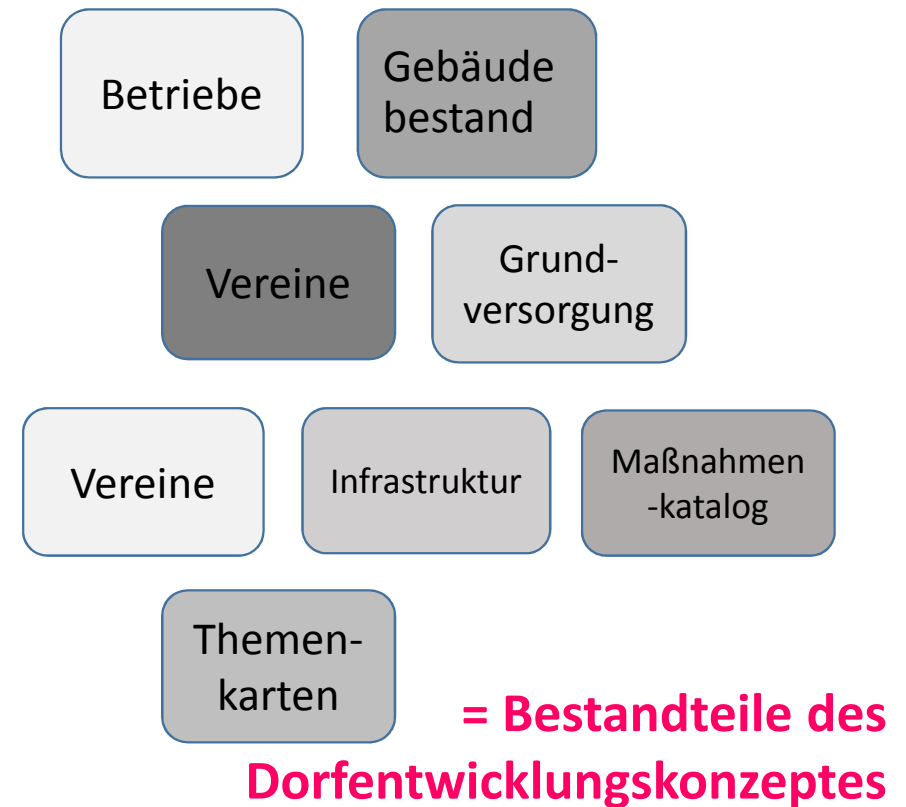 Betriebe
Gebäude
bestand
Vereine
Grund-
versorgung
Vereine
Infrastruktur
Maßnahmen
-katalog
Themen-
karten
= Bestandteile des
Dorfentwicklungskonzeptes